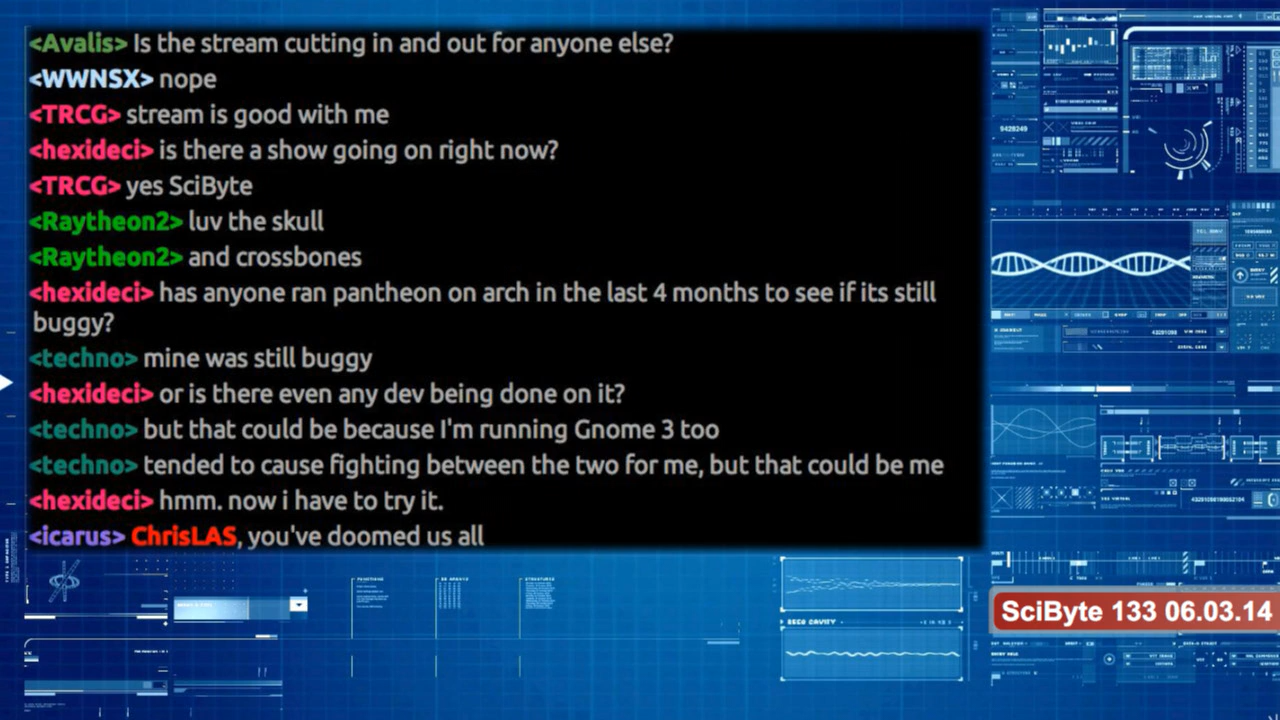 <Avalis> Is the stream cutting in and out for anyone else?
<WWNSX> nope
<TRCG> stream is good with me
<hexideci> is there a show going on right now?
<TRCG> yes SciByte
<Raytheon2> luv the skull
<Raytheon2> and crossbones
<hexideci> has anyone ran pantheon on arch in the last 4 months to see if its still
buggy?
<techno> mine was still buggy
<hexideci> or is there even any dev being done on it?
<techno> but that could be because I'm running Gnome 3 too
<techno> tended to cause fighting between the two for me, but that could be me
<hexideci> hmm. now i have to try it.
<icarus> ChrisLAS, you've doomed us all
9428249
SciByte 133 06.03.14